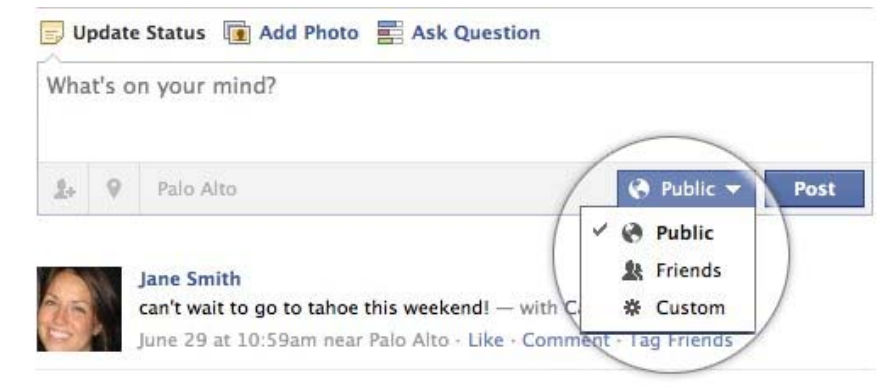 Update Status Add Photo Ask Question
What's on your mind?
Palo Alto Public Post
Public
Friends
Custom
Jane Smith
can't wait to go to tahoe this weekend! — with
June 29 at 10:59am near Palo Alto · Like · Comment · Tag Friends